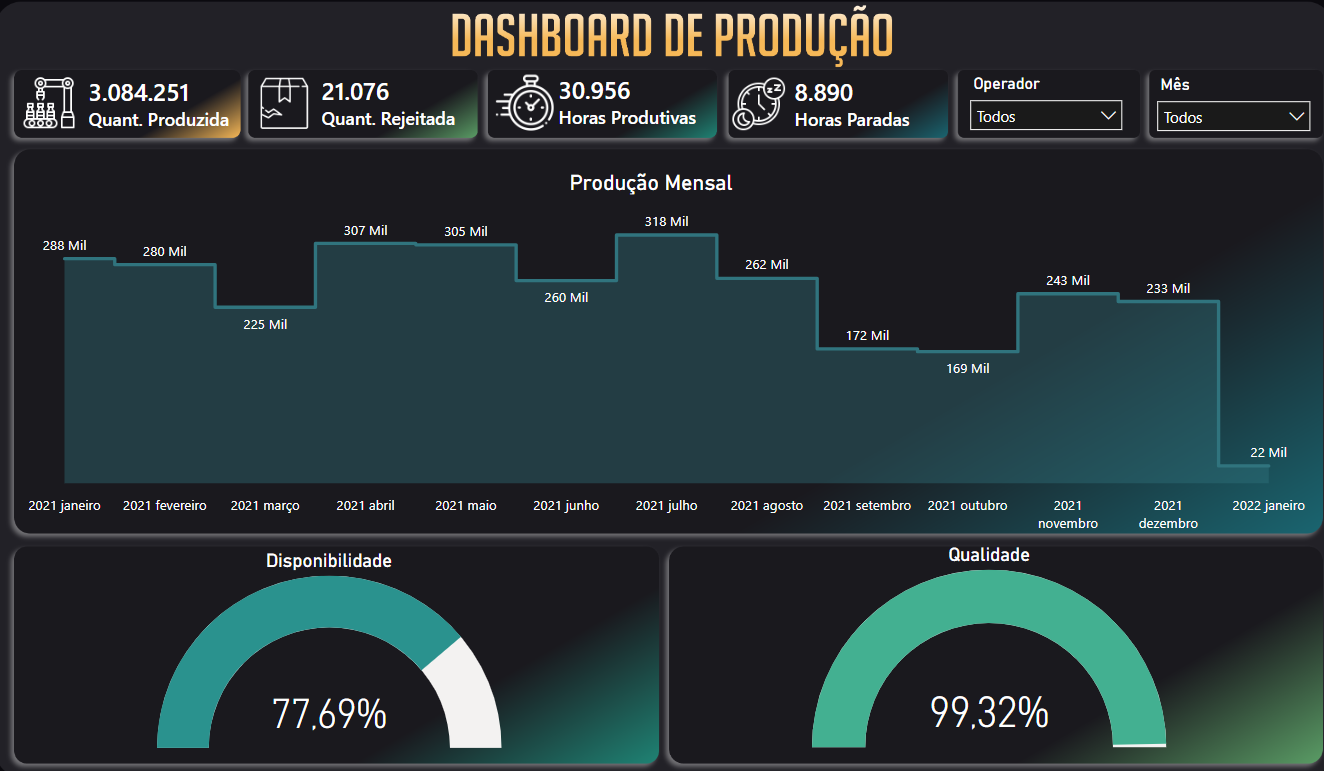 DASHBOARD DE PRODUÇÃO
3.084.251
Quant. Produzida
21.076
Quant. Rejeitada
30.956
Horas Produtivas
8.890
Horas Paradas
Operador
Todos
Mês
Todos
Produção Mensal
288 Mil
280 Mil
225 Mil
307 Mil
305 Mil
260 Mil
318 Mil
262 Mil
172 Mil
169 Mil
243 Mil
233 Mil
22 Mil
2021 janeiro
2021 fevereiro
2021 março
2021 abril
2021 maio
2021 junho
2021 julho
2021 agosto
2021 setembro
2021 outubro
2021
novembro
2021
dezembro
2022 janeiro
Disponibilidade
77,69%
Qualidade
99,32%